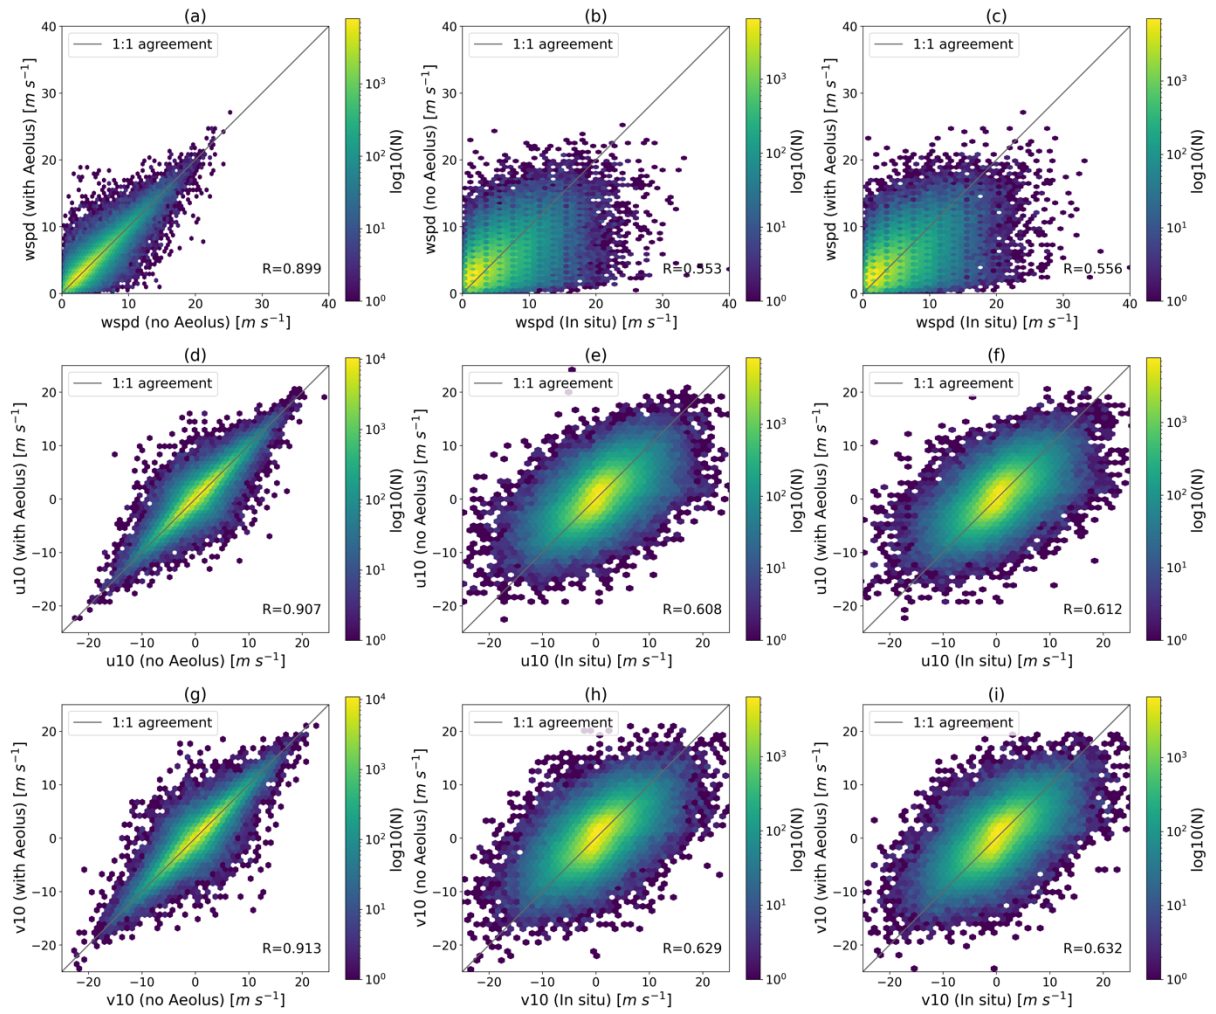 (a)
40
30
20
10
0
0 10 20 30 40
1:1 agreement
R=0.899
wspd (with Aeolus) [m s⁻¹]
wspd (no Aeolus) [m s⁻¹]
10³
10²
10¹
10⁰
log10(N)
(b)
40
30
20
10
0
0 10 20 30 40
1:1 agreement
R=0.553
wspd (no Aeolus) [m s⁻¹]
wspd (In situ) [m s⁻¹]
10³
10²
10¹
10⁰
log10(N)
(c)
40
30
20
10
0
0 10 20 30 40
1:1 agreement
R=0.556
wspd (with Aeolus) [m s⁻¹]
wspd (In situ) [m s⁻¹]
10³
10²
10¹
10⁰
log10(N)
(d)
20
10
0
−10
−20
−20 −10 0 10 20
1:1 agreement
R=0.907
u10 (with Aeolus) [m s⁻¹]
u10 (no Aeolus) [m s⁻¹]
10⁴
10³
10²
10¹
10⁰
log10(N)
(e)
20
10
0
−10
−20
−20 −10 0 10 20
1:1 agreement
R=0.608
u10 (no Aeolus) [m s⁻¹]
u10 (In situ) [m s⁻¹]
10³
10²
10¹
10⁰
log10(N)
(f)
20
10
0
−10
−20
−20 −10 0 10 20
1:1 agreement
R=0.612
u10 (with Aeolus) [m s⁻¹]
u10 (In situ) [m s⁻¹]
10³
10²
10¹
10⁰
log10(N)
(g)
20
10
0
−10
−20
−20 −10 0 10 20
1:1 agreement
R=0.913
v10 (with Aeolus) [m s⁻¹]
v10 (no Aeolus) [m s⁻¹]
10⁴
10³
10²
10¹
10⁰
log10(N)
(h)
20
10
0
−10
−20
−20 −10 0 10 20
1:1 agreement
R=0.629
v10 (no Aeolus) [m s⁻¹]
v10 (In situ) [m s⁻¹]
10³
10²
10¹
10⁰
log10(N)
(i)
20
10
0
−10
−20
−20 −10 0 10 20
1:1 agreement
R=0.632
v10 (with Aeolus) [m s⁻¹]
v10 (In situ) [m s⁻¹]
10³
10²
10¹
10⁰
log10(N)